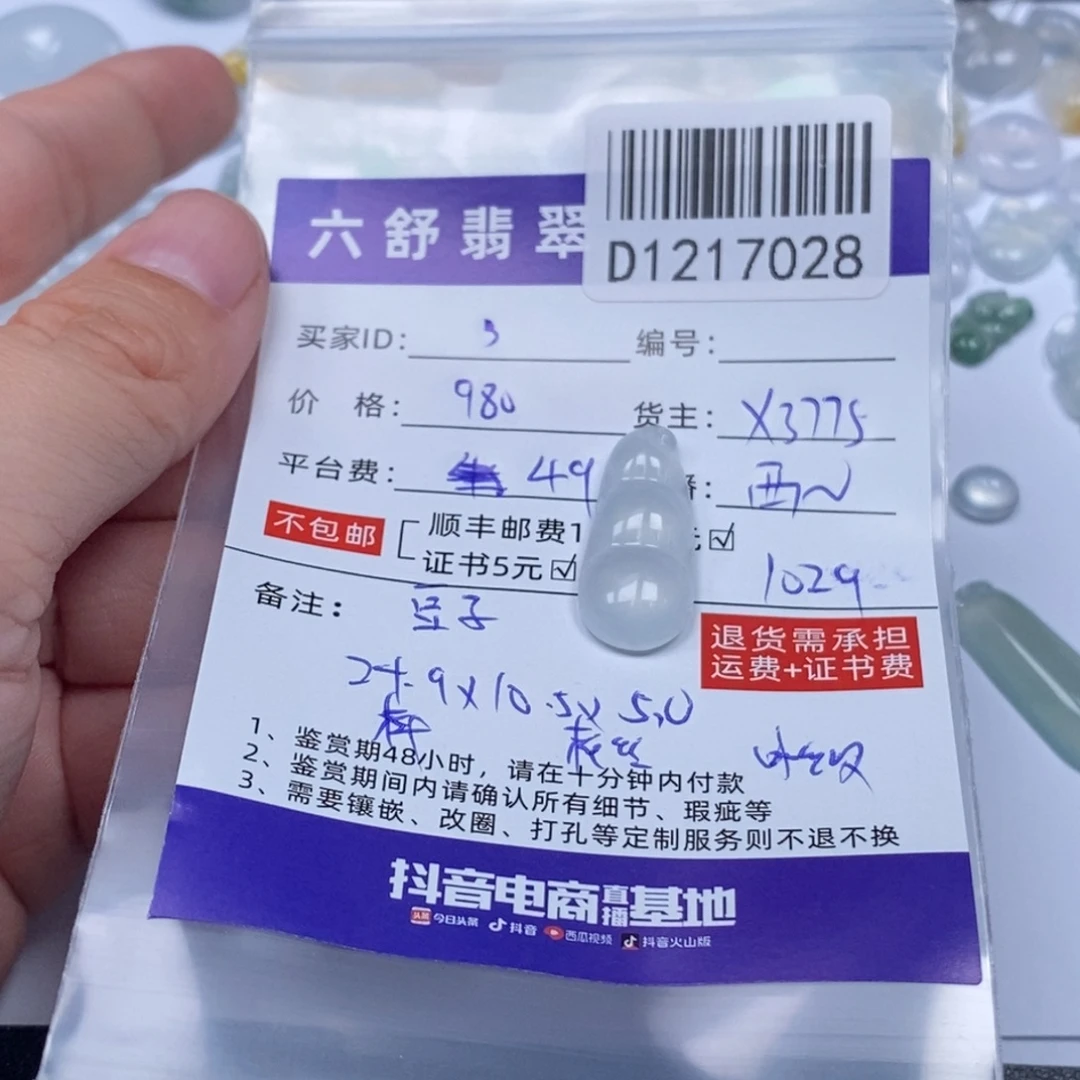 六舒翡翠
D1217028
买家ID: 3 编号:
价 格: 980 货主: X3775
平台费: 49
不包邮
顺丰邮费1 元☑
证书5元☑
1029
备注: 豆子
退货需承担
运费+证书费
24.9x10.5x5.0
1、鉴赏期48小时，请在十分钟内付款
2、鉴赏期间内请确认所有细节、瑕疵等
3、需要镶嵌、改圈、打孔等定制服务则不退不换
抖音电商直播基地
头条 今日头条 抖音 西瓜视频 抖音火山版